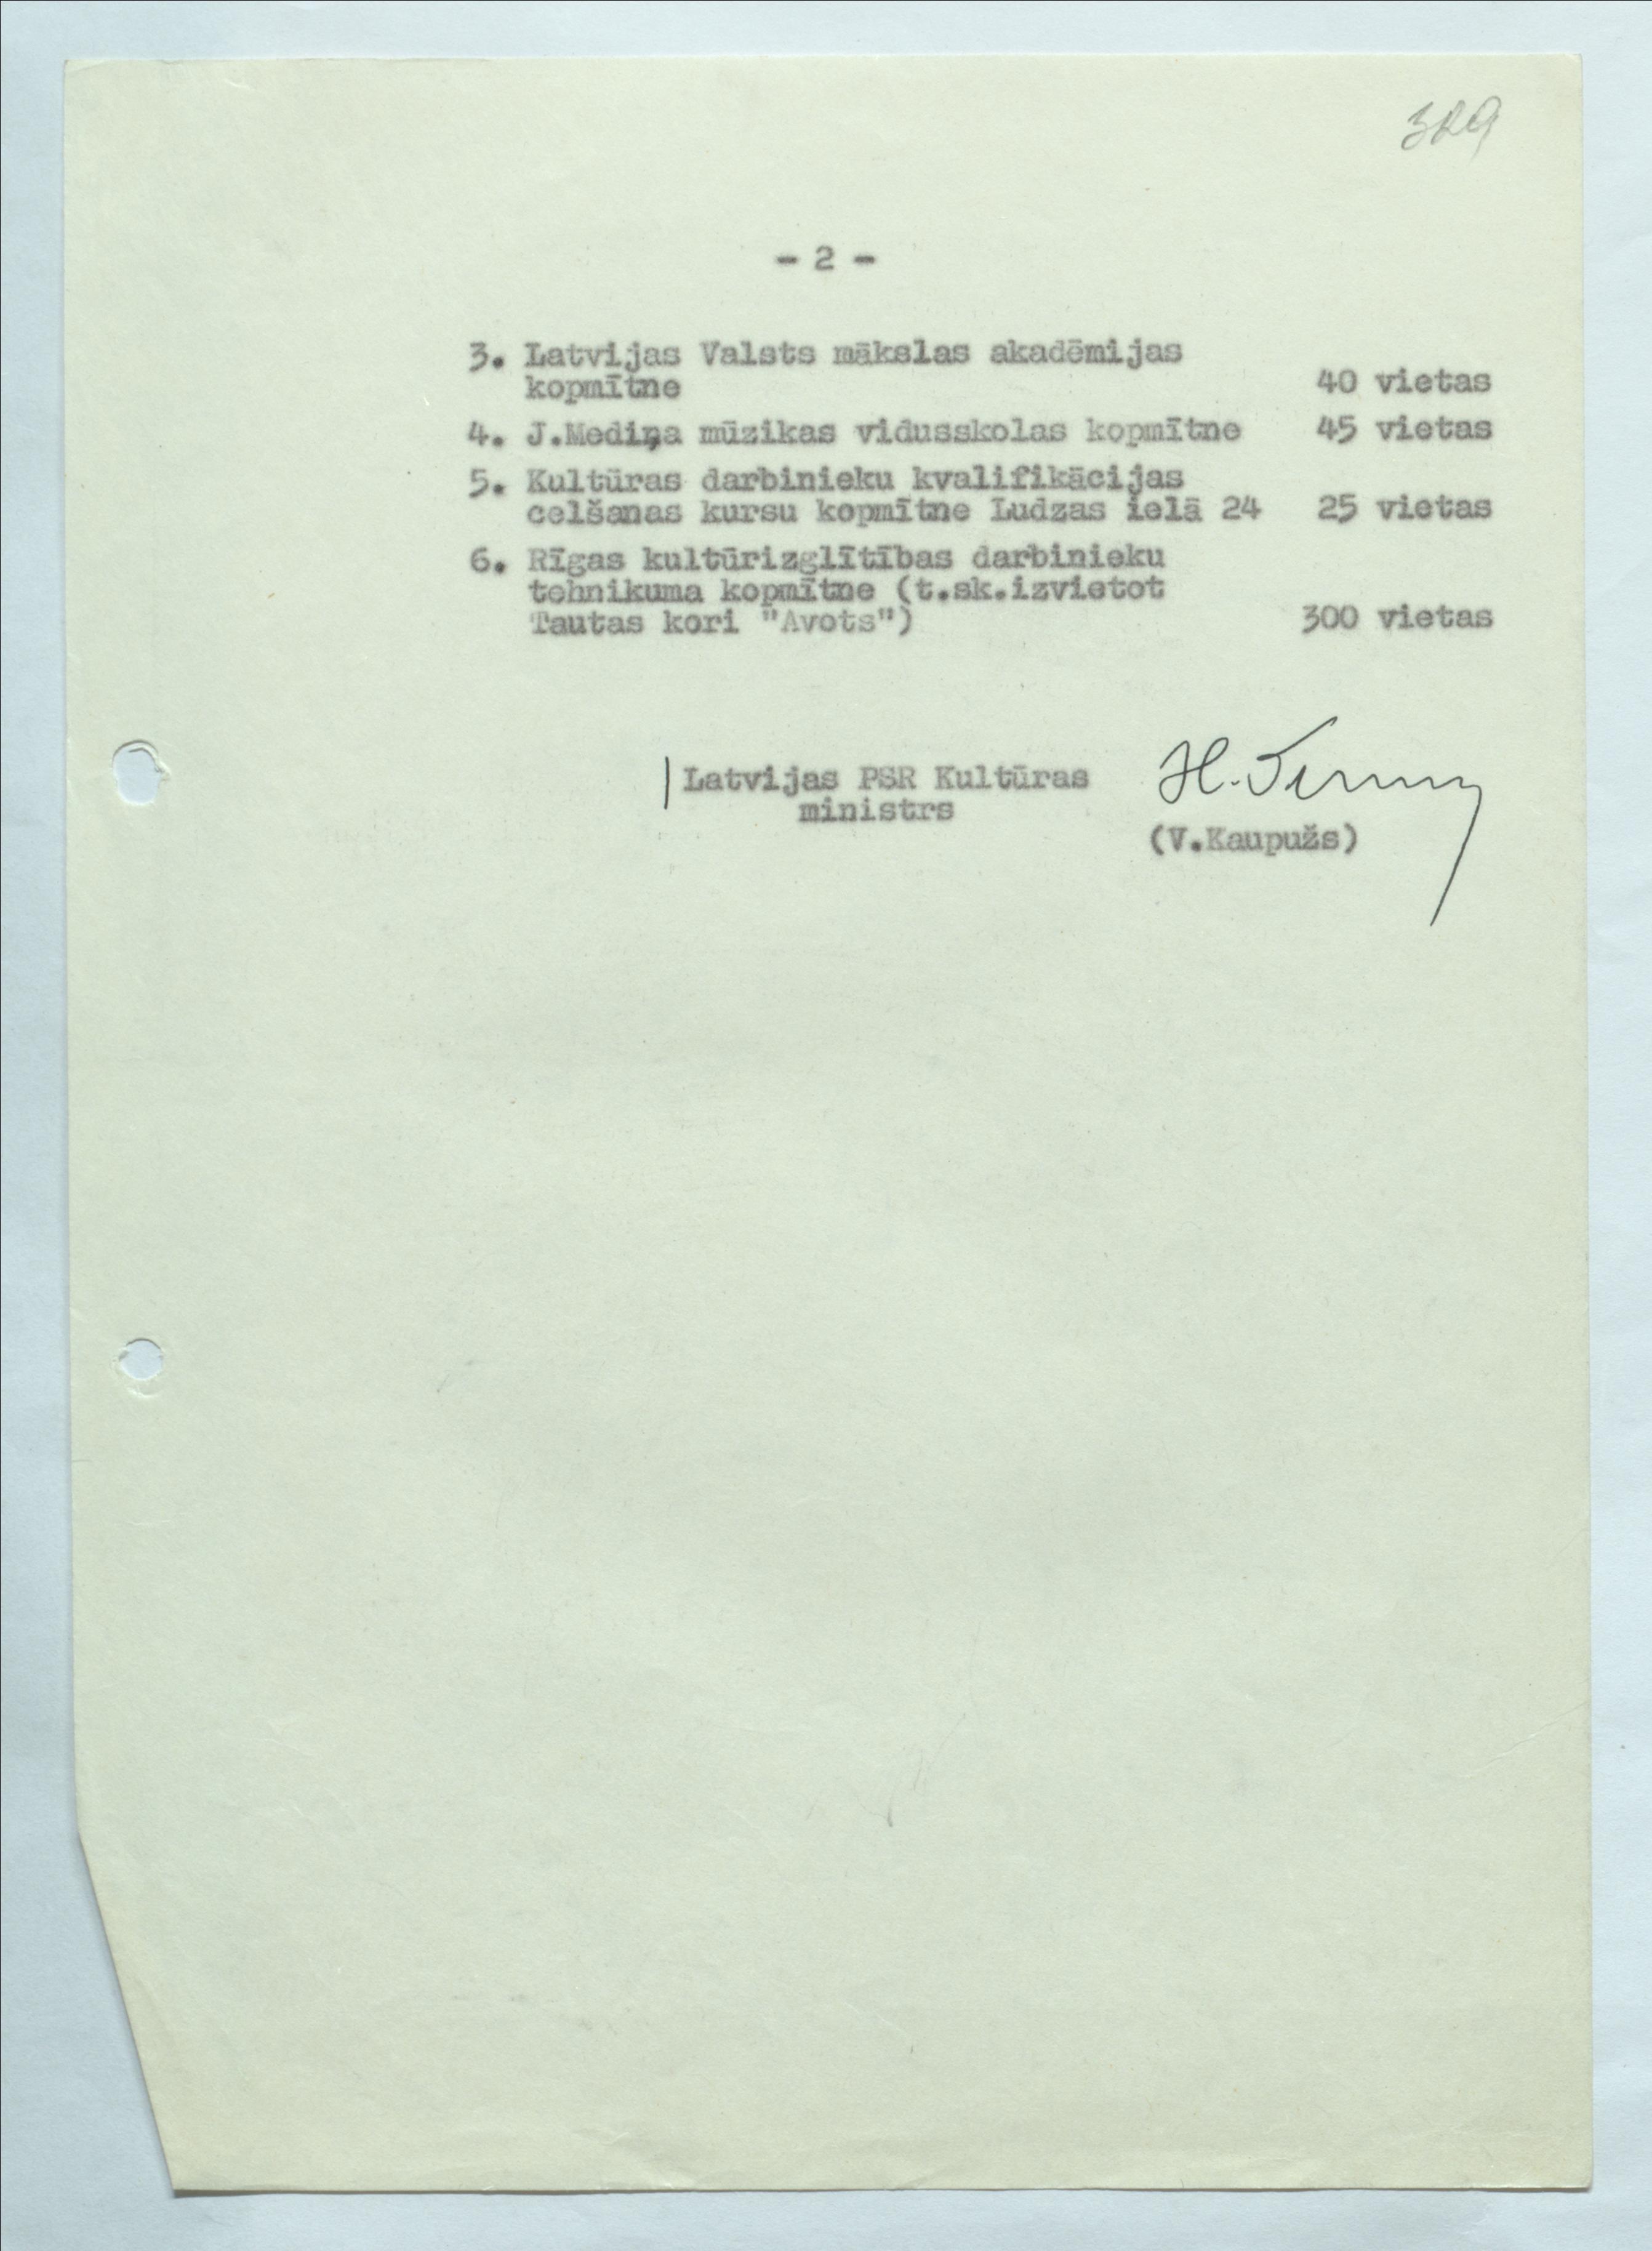 329
- 2 -
3. Latvijas Valsts mākslas akadēmijas
kopmītne 40 vietas
4. J.Mediņa mūzikas vidusskolas kopmītne 45 vietas
5. Kultūras darbinieku kvalifikācijas
celšanas kursu kopmītne Ludzas ielā 24 25 vietas
6. Rīgas kultūrizglītības darbinieku
tehnikuma kopmītne (t.sk.izvietot
Tautas kori "Avots") 300 vietas
Latvijas PSR Kultūras
ministrs
(V.Kaupužs)